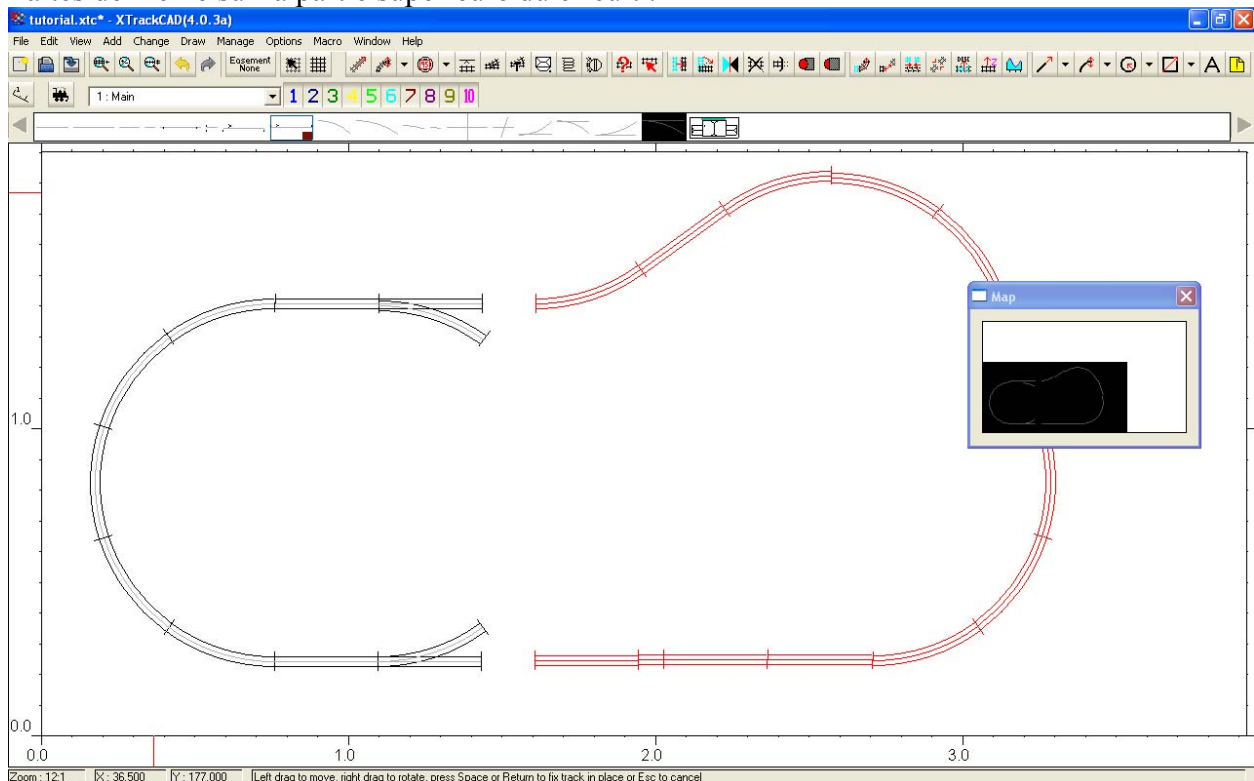 tutorial.xtc* - XTrackCAD(4.0.3a)
File Edit View Add Change Draw Manage Options Macro Window Help
Easement
None
1 : Main
1 2 3 4 5 6 7 8 9 10
Map
1.0
0.0
0.0 1.0 2.0 3.0
Zoom : 12:1 X : 36.500 Y : 177.000 Left drag to move, right drag to rotate, press Space or Return to fix track in place or Esc to cancel